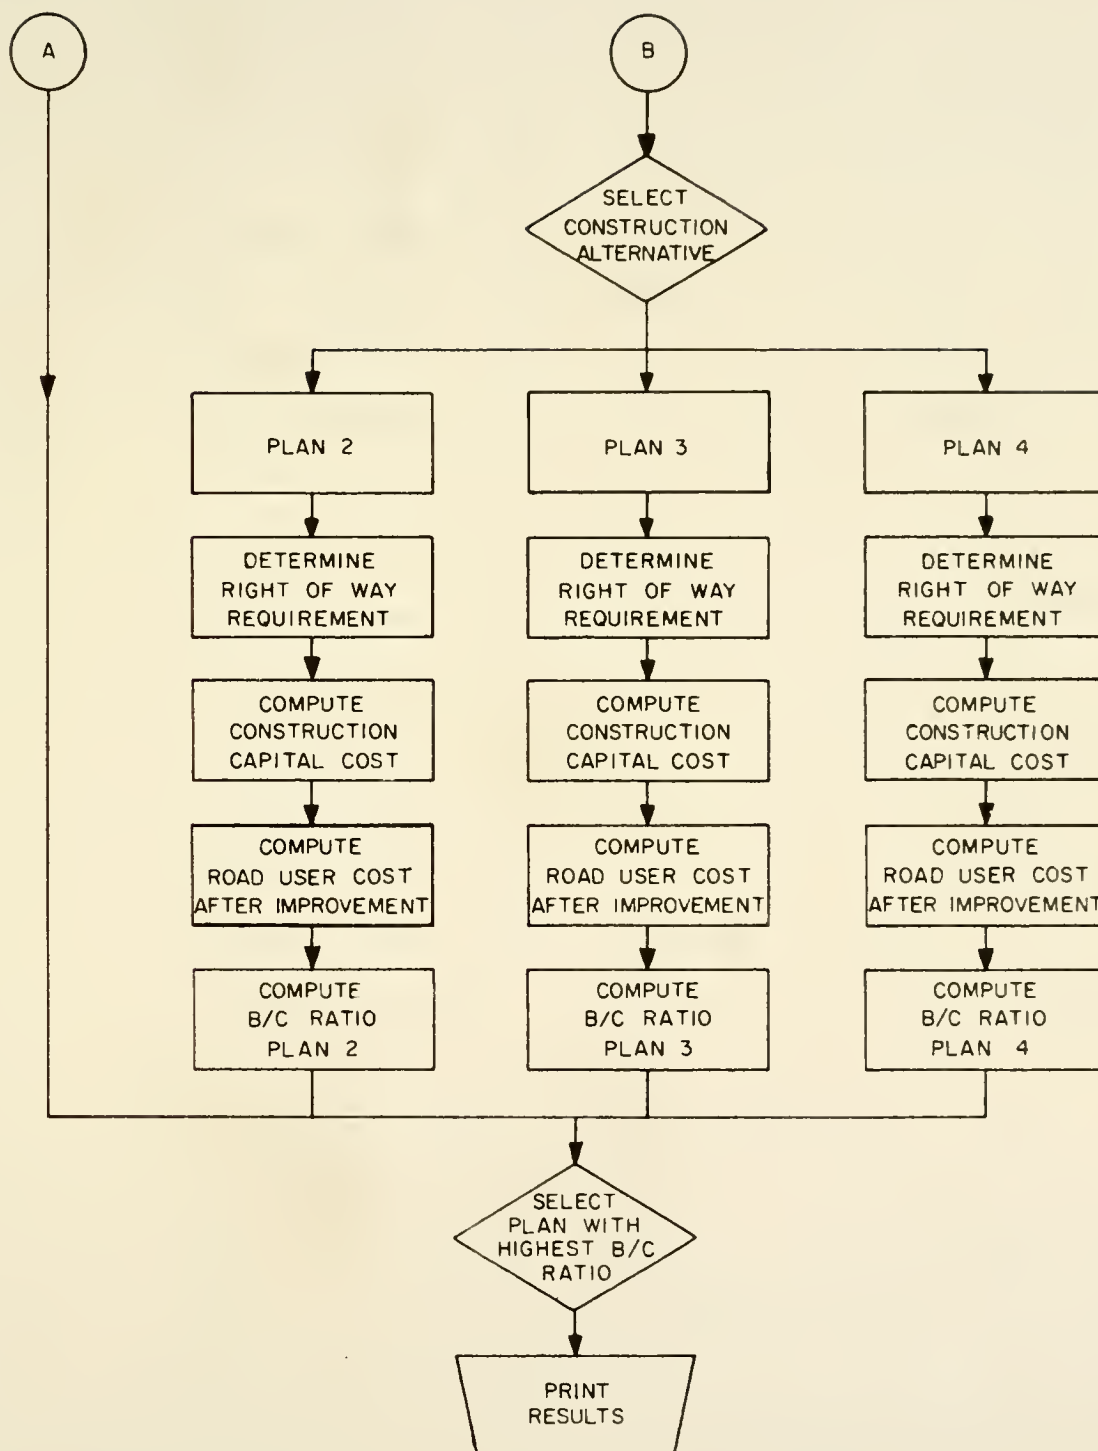 A
B
SELECT
CONSTRUCTION
ALTERNATIVE
PLAN 2
PLAN 3
PLAN 4
DETERMINE
RIGHT OF WAY
REQUIREMENT
DETERMINE
RIGHT OF WAY
REQUIREMENT
DETERMINE
RIGHT OF WAY
REQUIREMENT
COMPUTE
CONSTRUCTION
CAPITAL COST
COMPUTE
CONSTRUCTION
CAPITAL COST
COMPUTE
CONSTRUCTION
CAPITAL COST
COMPUTE
ROAD USER COST
AFTER IMPROVEMENT
COMPUTE
ROAD USER COST
AFTER IMPROVEMENT
COMPUTE
ROAD USER COST
AFTER IMPROVEMENT
COMPUTE
B/C RATIO
PLAN 2
COMPUTE
B/C RATIO
PLAN 3
COMPUTE
B/C RATIO
PLAN 4
SELECT
PLAN WITH
HIGHEST B/C
RATIO
PRINT
RESULTS